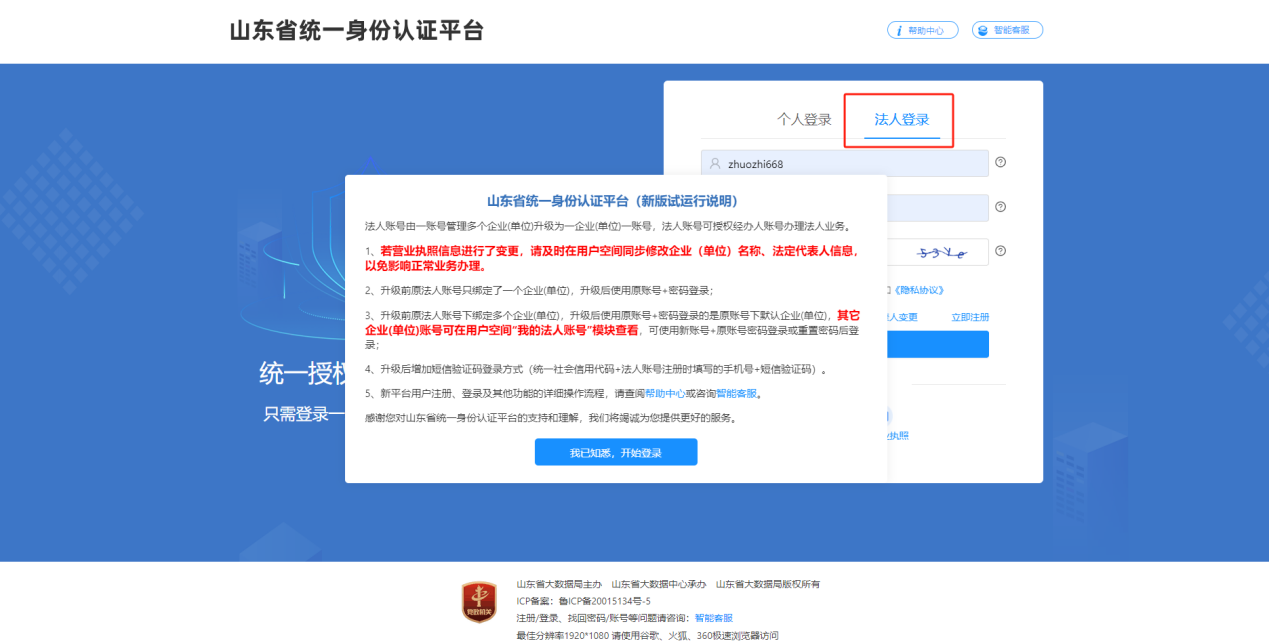 山东省统一身份认证平台
帮助中心
智能客服
个人登录
法人登录
zhuozhi668
山东省统一身份认证平台（新版试运行说明）
法人账号由一账号管理多个企业(单位)升级为一企业(单位)一账号，法人账号可授权经办人账号办理法人业务。
1、若营业执照信息进行了变更，请及时在用户空间同步修改企业（单位）名称、法定代表人信息，
以免影响正常业务办理。
2、升级前原法人账号只绑定了一个企业(单位)，升级后使用原账号+密码登录；
3、升级前原法人账号下绑定多个企业(单位)，升级后使用原账号+密码登录的是原账号下默认企业(单位)，其它
企业(单位)账号可在用户空间“我的法人账号”模块查看，可使用新账号+原账号密码登录或重置密码后登
录；
4、升级后增加短信验证码登录方式（统一社会信用代码+法人账号注册时填写的手机号+短信验证码）。
5、新平台用户注册、登录及其他功能的详细操作流程，请查阅帮助中心或咨询智能客服。
感谢您对山东省统一身份认证平台的支持和理解，我们将竭诚为您提供更好的服务。
我已知悉，开始登录
《隐私协议》
人变更
立即注册
执照
统一授权
只需登录一
山东省大数据局主办 山东省大数据中心承办 山东省大数据局版权所有
ICP备案：鲁ICP备20015134号-5
注册/登录、找回密码/账号等问题请咨询：智能客服
最佳分辨率1920*1080 请使用谷歌、火狐、360极速浏览器访问
党政机关